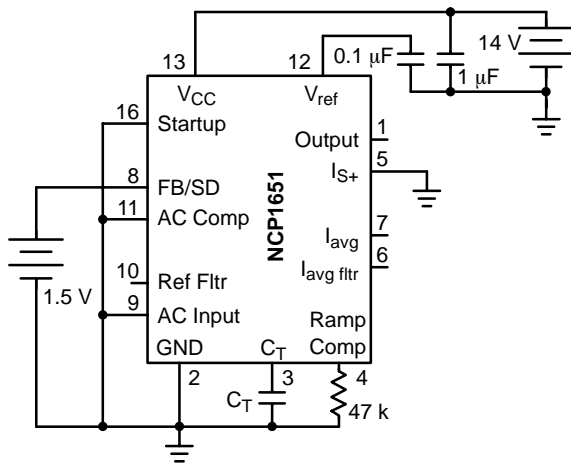 13
12
0.1 μF
14 V
1 μF
VCC
Vref
16
Startup
Output
1
5
IS+
8
FB/SD
11
AC Comp
NCP1651
Iavg
7
Iavg fltr
6
10
Ref Fltr
1.5 V
9
AC Input
Ramp
Comp
GND
CT
2
3
4
CT
47 k